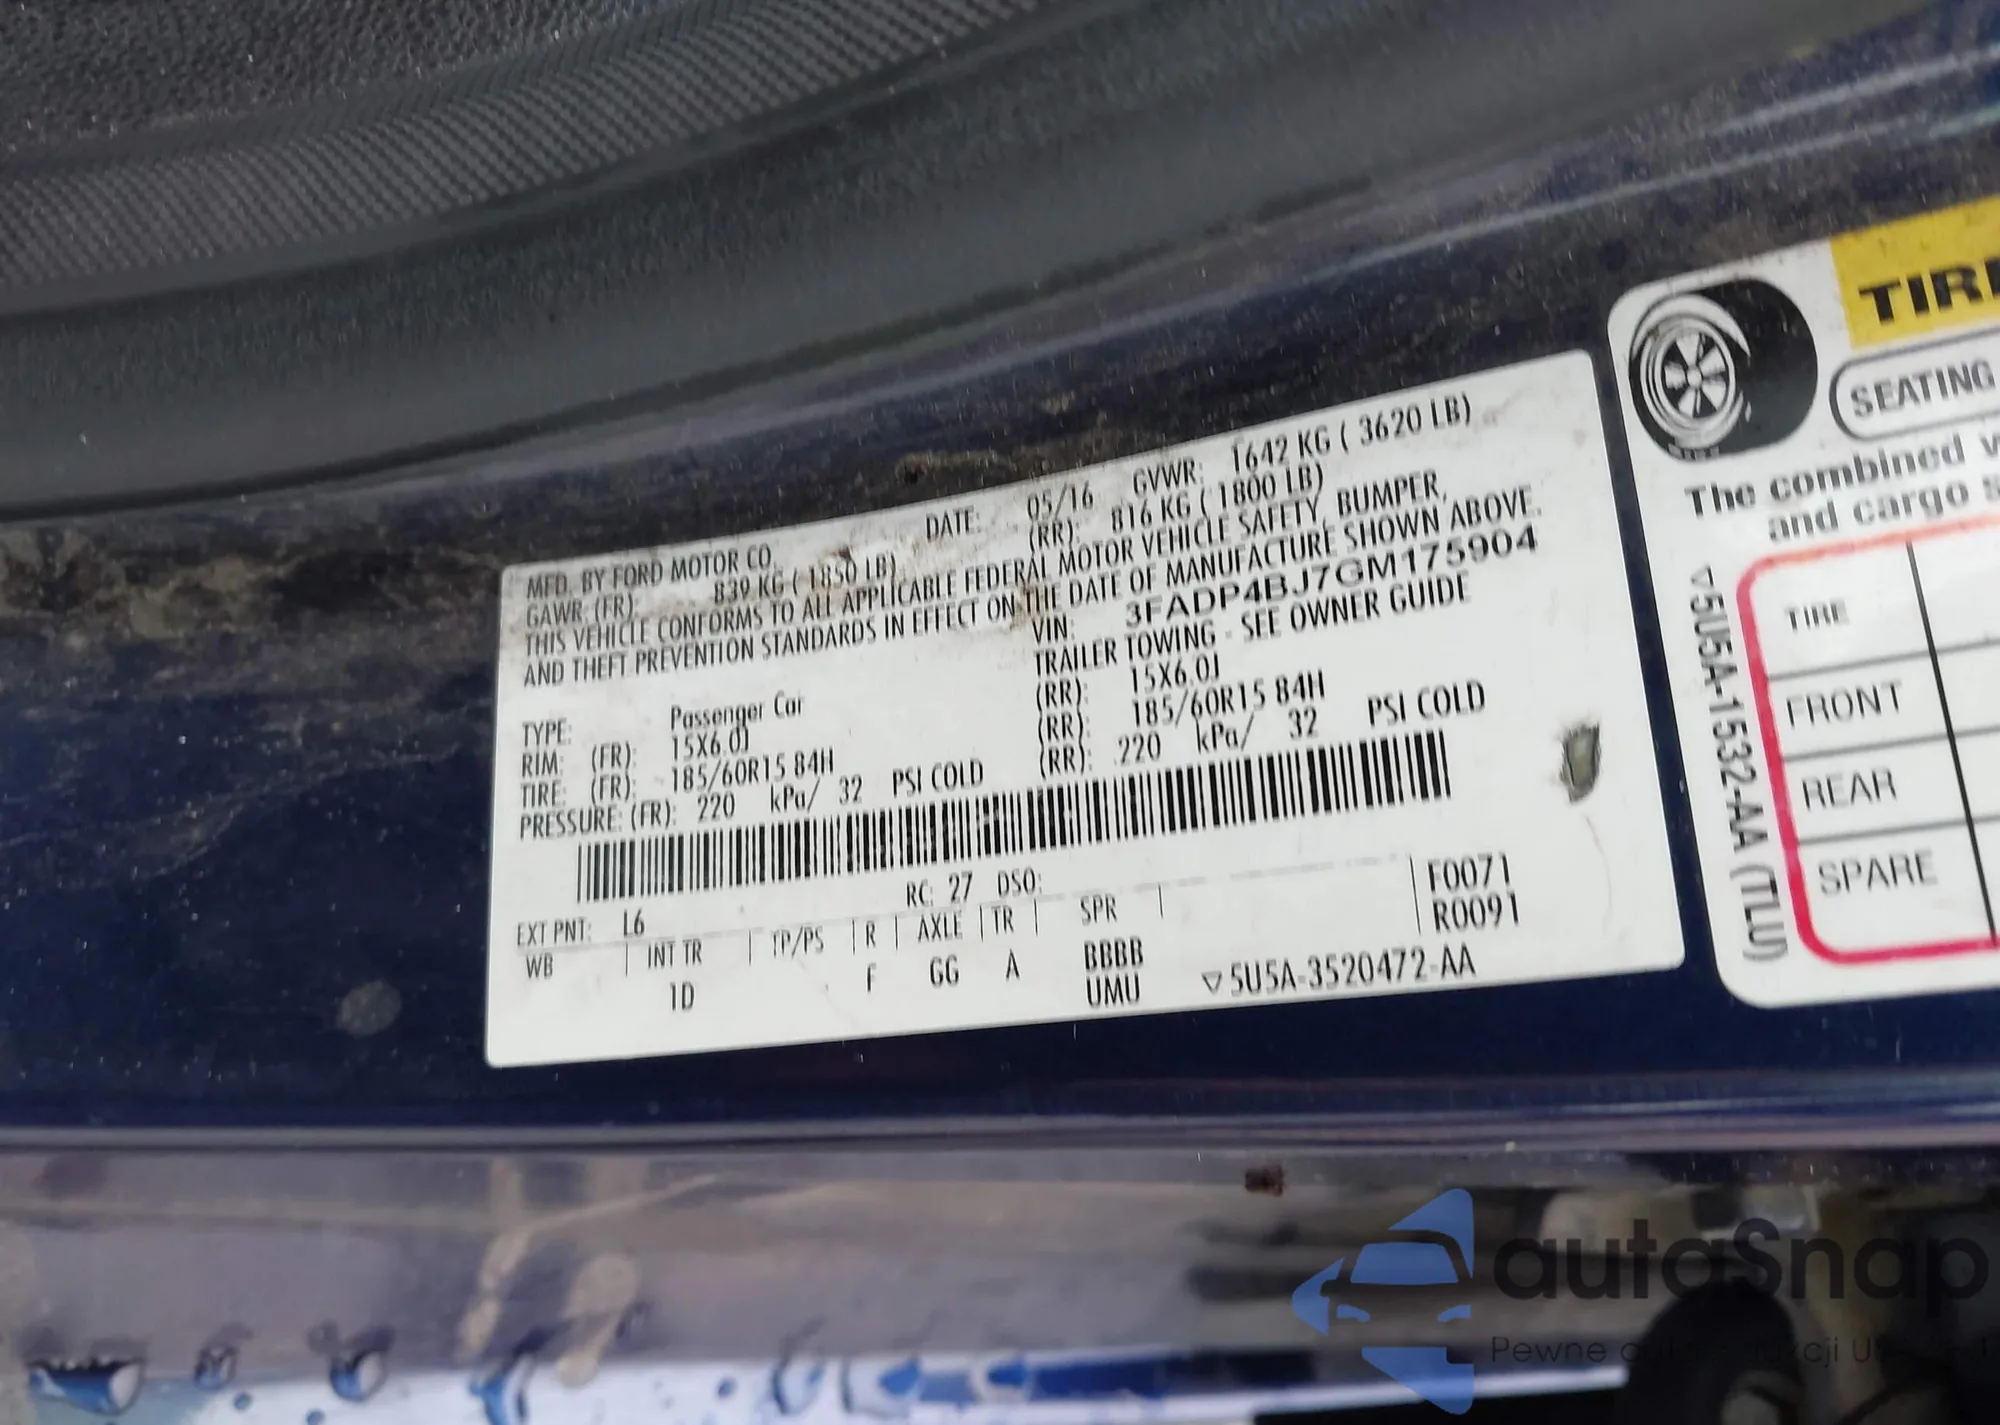 MFD. BY FORD MOTOR CO. DATE: 05/16 GVWR: 1642 KG ( 3620 LB)
GAWR: (FR): 839 KG ( 1850 LB) (RR): 816 KG ( 1800 LB)
THIS VEHICLE CONFORMS TO ALL APPLICABLE FEDERAL MOTOR VEHICLE SAFETY, BUMPER,
AND THEFT PREVENTION STANDARDS IN EFFECT ON THE DATE OF MANUFACTURE SHOWN ABOVE.
VIN: 3FADP4BJ7GM175904
TYPE: Passenger Car TRAILER TOWING - SEE OWNER GUIDE
RIM: (FR): 15X6.0J (RR): 15X6.0J
TIRE: (FR): 185/60R15 84H (RR): 185/60R15 84H
PRESSURE: (FR): 220 kPa/ 32 PSI COLD (RR): 220 kPa/ 32 PSI COLD
RC: 27 DSO: F0071
EXT PNT: L6 R0091
WB INT TR TP/PS R AXLE TR SPR
1D F GG A BBBB
UMU ▽5U5A-3520472-AA
TIRE
SEATING
The combined
and cargo
▽5U5A-1532-AA (TLU)
TIRE
FRONT
REAR
SPARE
autaSnap
Pewne